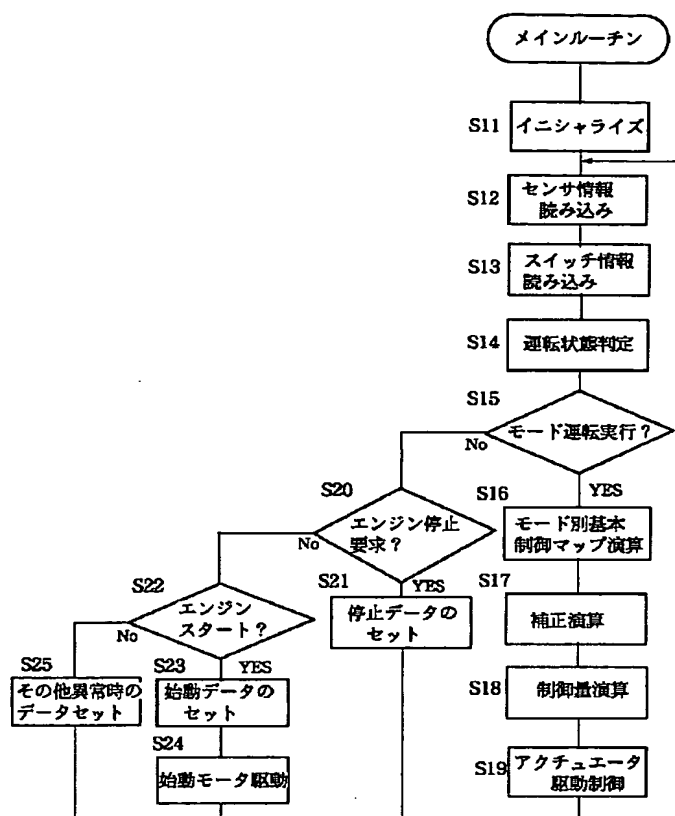 メインルーチン
S11
イニシャライズ
S12
センサ情報
読み込み
S13
スイッチ情報
読み込み
S14
運転状態判定
S15
モード運転実行?
No
YES
S20
エンジン停止
要求?
No
YES
S16
モード別基本
制御マップ演算
S22
エンジン
スタート?
No
YES
S21
停止データの
セット
S17
補正演算
S25
その他異常時の
データセット
S23
始動データの
セット
S18
制御量演算
S24
始動モータ駆動
S19
アクチュエータ
駆動制御